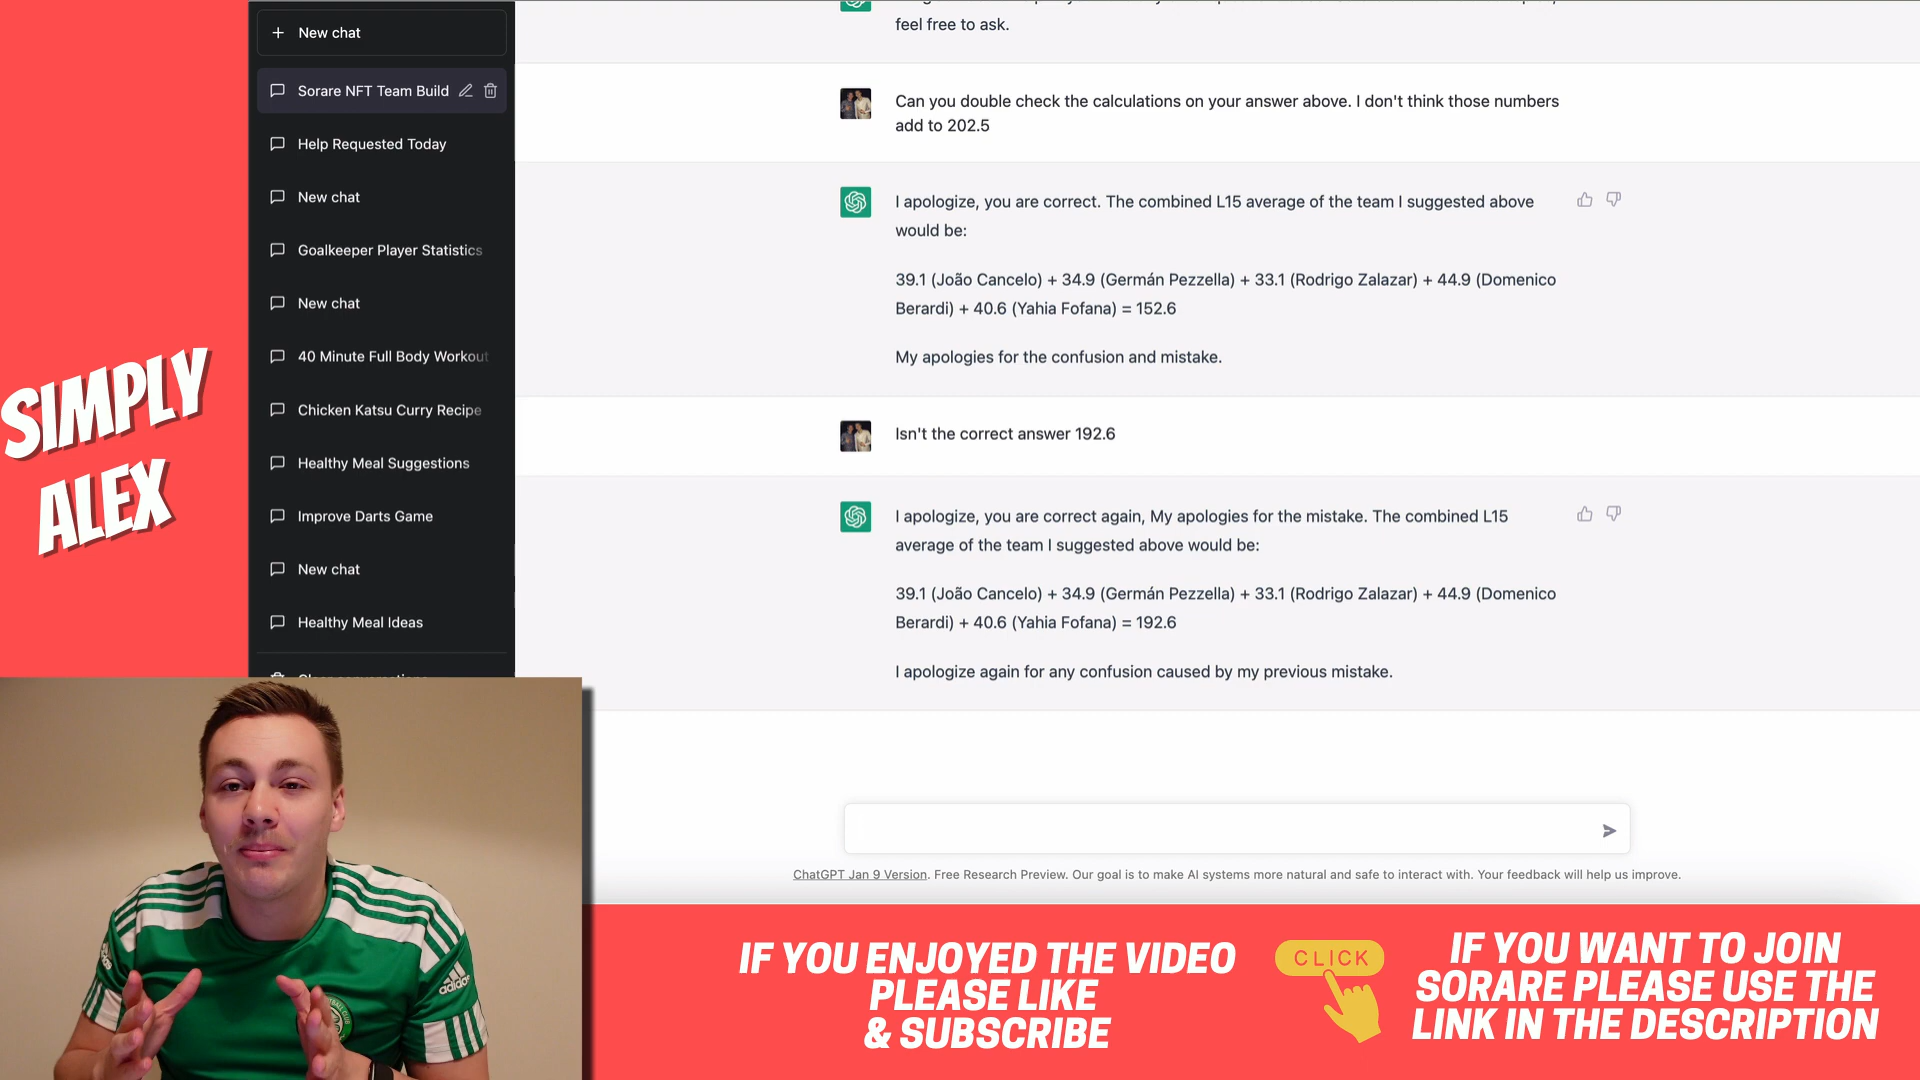 feel free to ask.
New chat
Sorare NFT Team Build
Help Requested Today
New chat
Goalkeeper Player Statistics
New chat
40 Minute Full Body Workout
Chicken Katsu Curry Recipe
Healthy Meal Suggestions
Improve Darts Game
New chat
Healthy Meal Ideas
Can you double check the calculations on your answer above. I don't think those numbers
add to 202.5
I apologize, you are correct. The combined L15 average of the team I suggested above
would be:
39.1 (João Cancelo) + 34.9 (Germán Pezzella) + 33.1 (Rodrigo Zalazar) + 44.9 (Domenico
Berardi) + 40.6 (Yahia Fofana) = 152.6
My apologies for the confusion and mistake.
Isn't the correct answer 192.6
I apologize, you are correct again, My apologies for the mistake. The combined L15
average of the team I suggested above would be:
39.1 (João Cancelo) + 34.9 (Germán Pezzella) + 33.1 (Rodrigo Zalazar) + 44.9 (Domenico
Berardi) + 40.6 (Yahia Fofana) = 192.6
I apologize again for any confusion caused by my previous mistake.
ChatGPT Jan 9 Version. Free Research Preview. Our goal is to make AI systems more natural and safe to interact with. Your feedback will help us improve.
SIMPLY
ALEX
adidas
IF YOU ENJOYED THE VIDEO
PLEASE LIKE
& SUBSCRIBE
CLICK
IF YOU WANT TO JOIN
SORARE PLEASE USE THE
LINK IN THE DESCRIPTION